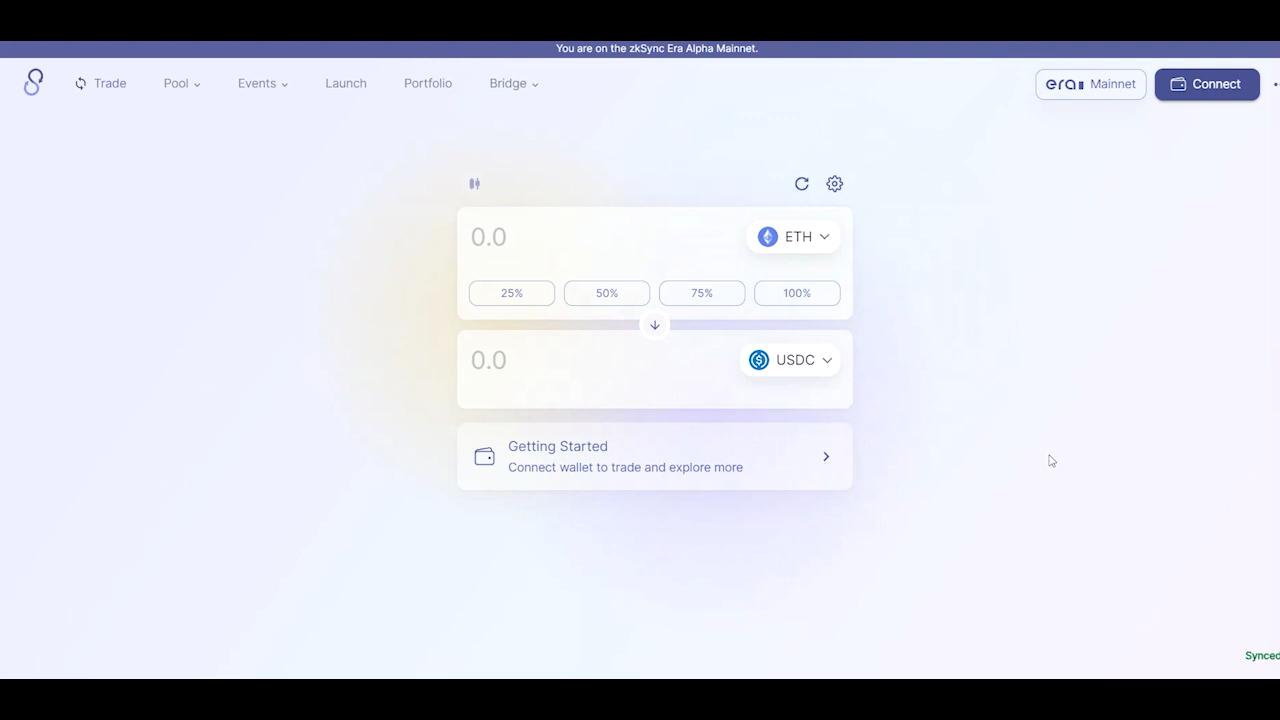 You are on the zkSync Era Alpha Mainnet.
Trade Pool Events Launch Portfolio Bridge era Mainnet Connect
0.0 ETH
25% 50% 75% 100%
0.0 USDC
Getting Started
Connect wallet to trade and explore more
Synced